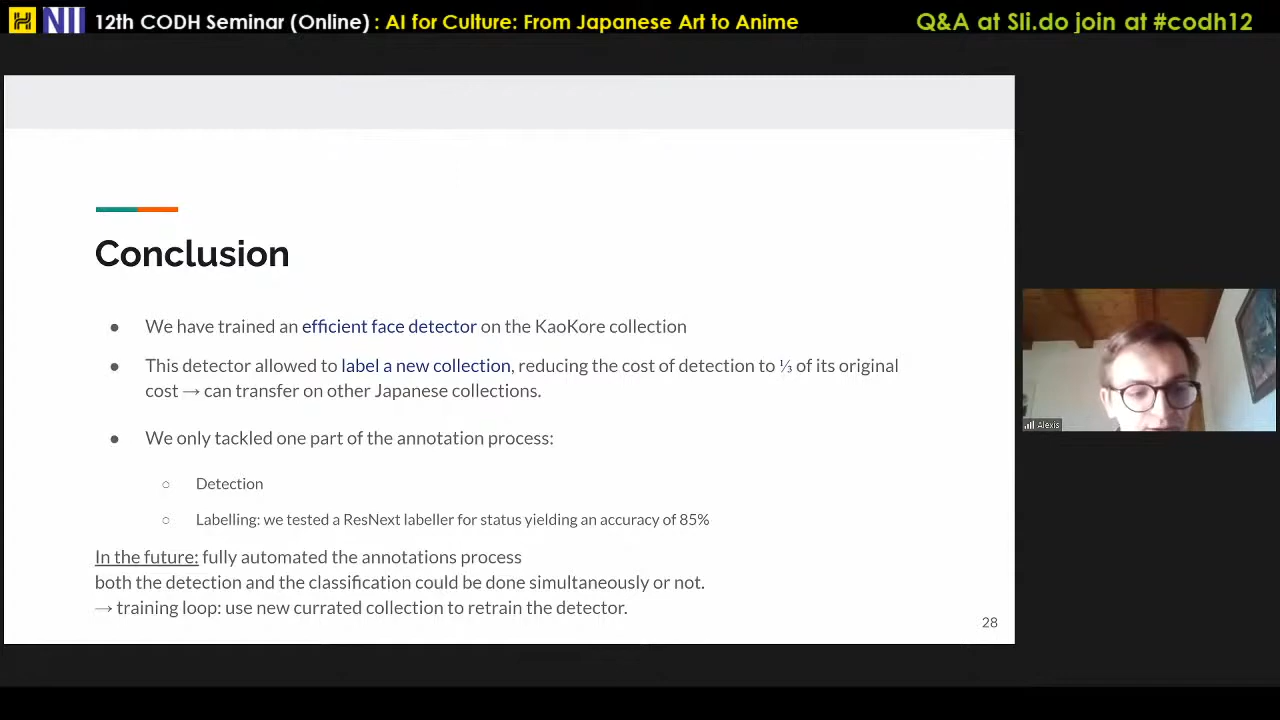 H NII 12th CODH Seminar (Online) : AI for Culture: From Japanese Art to Anime
Q&A at Sli.do join at #codh12
Conclusion
● We have trained an efficient face detector on the KaoKore collection
● This detector allowed to label a new collection, reducing the cost of detection to ⅓ of its original
cost → can transfer on other Japanese collections.
● We only tackled one part of the annotation process:
○ Detection
○ Labelling: we tested a ResNext labeller for status yielding an accuracy of 85%
In the future: fully automated the annotations process
both the detection and the classification could be done simultaneously or not.
→ training loop: use new currated collection to retrain the detector.
28
Alexis